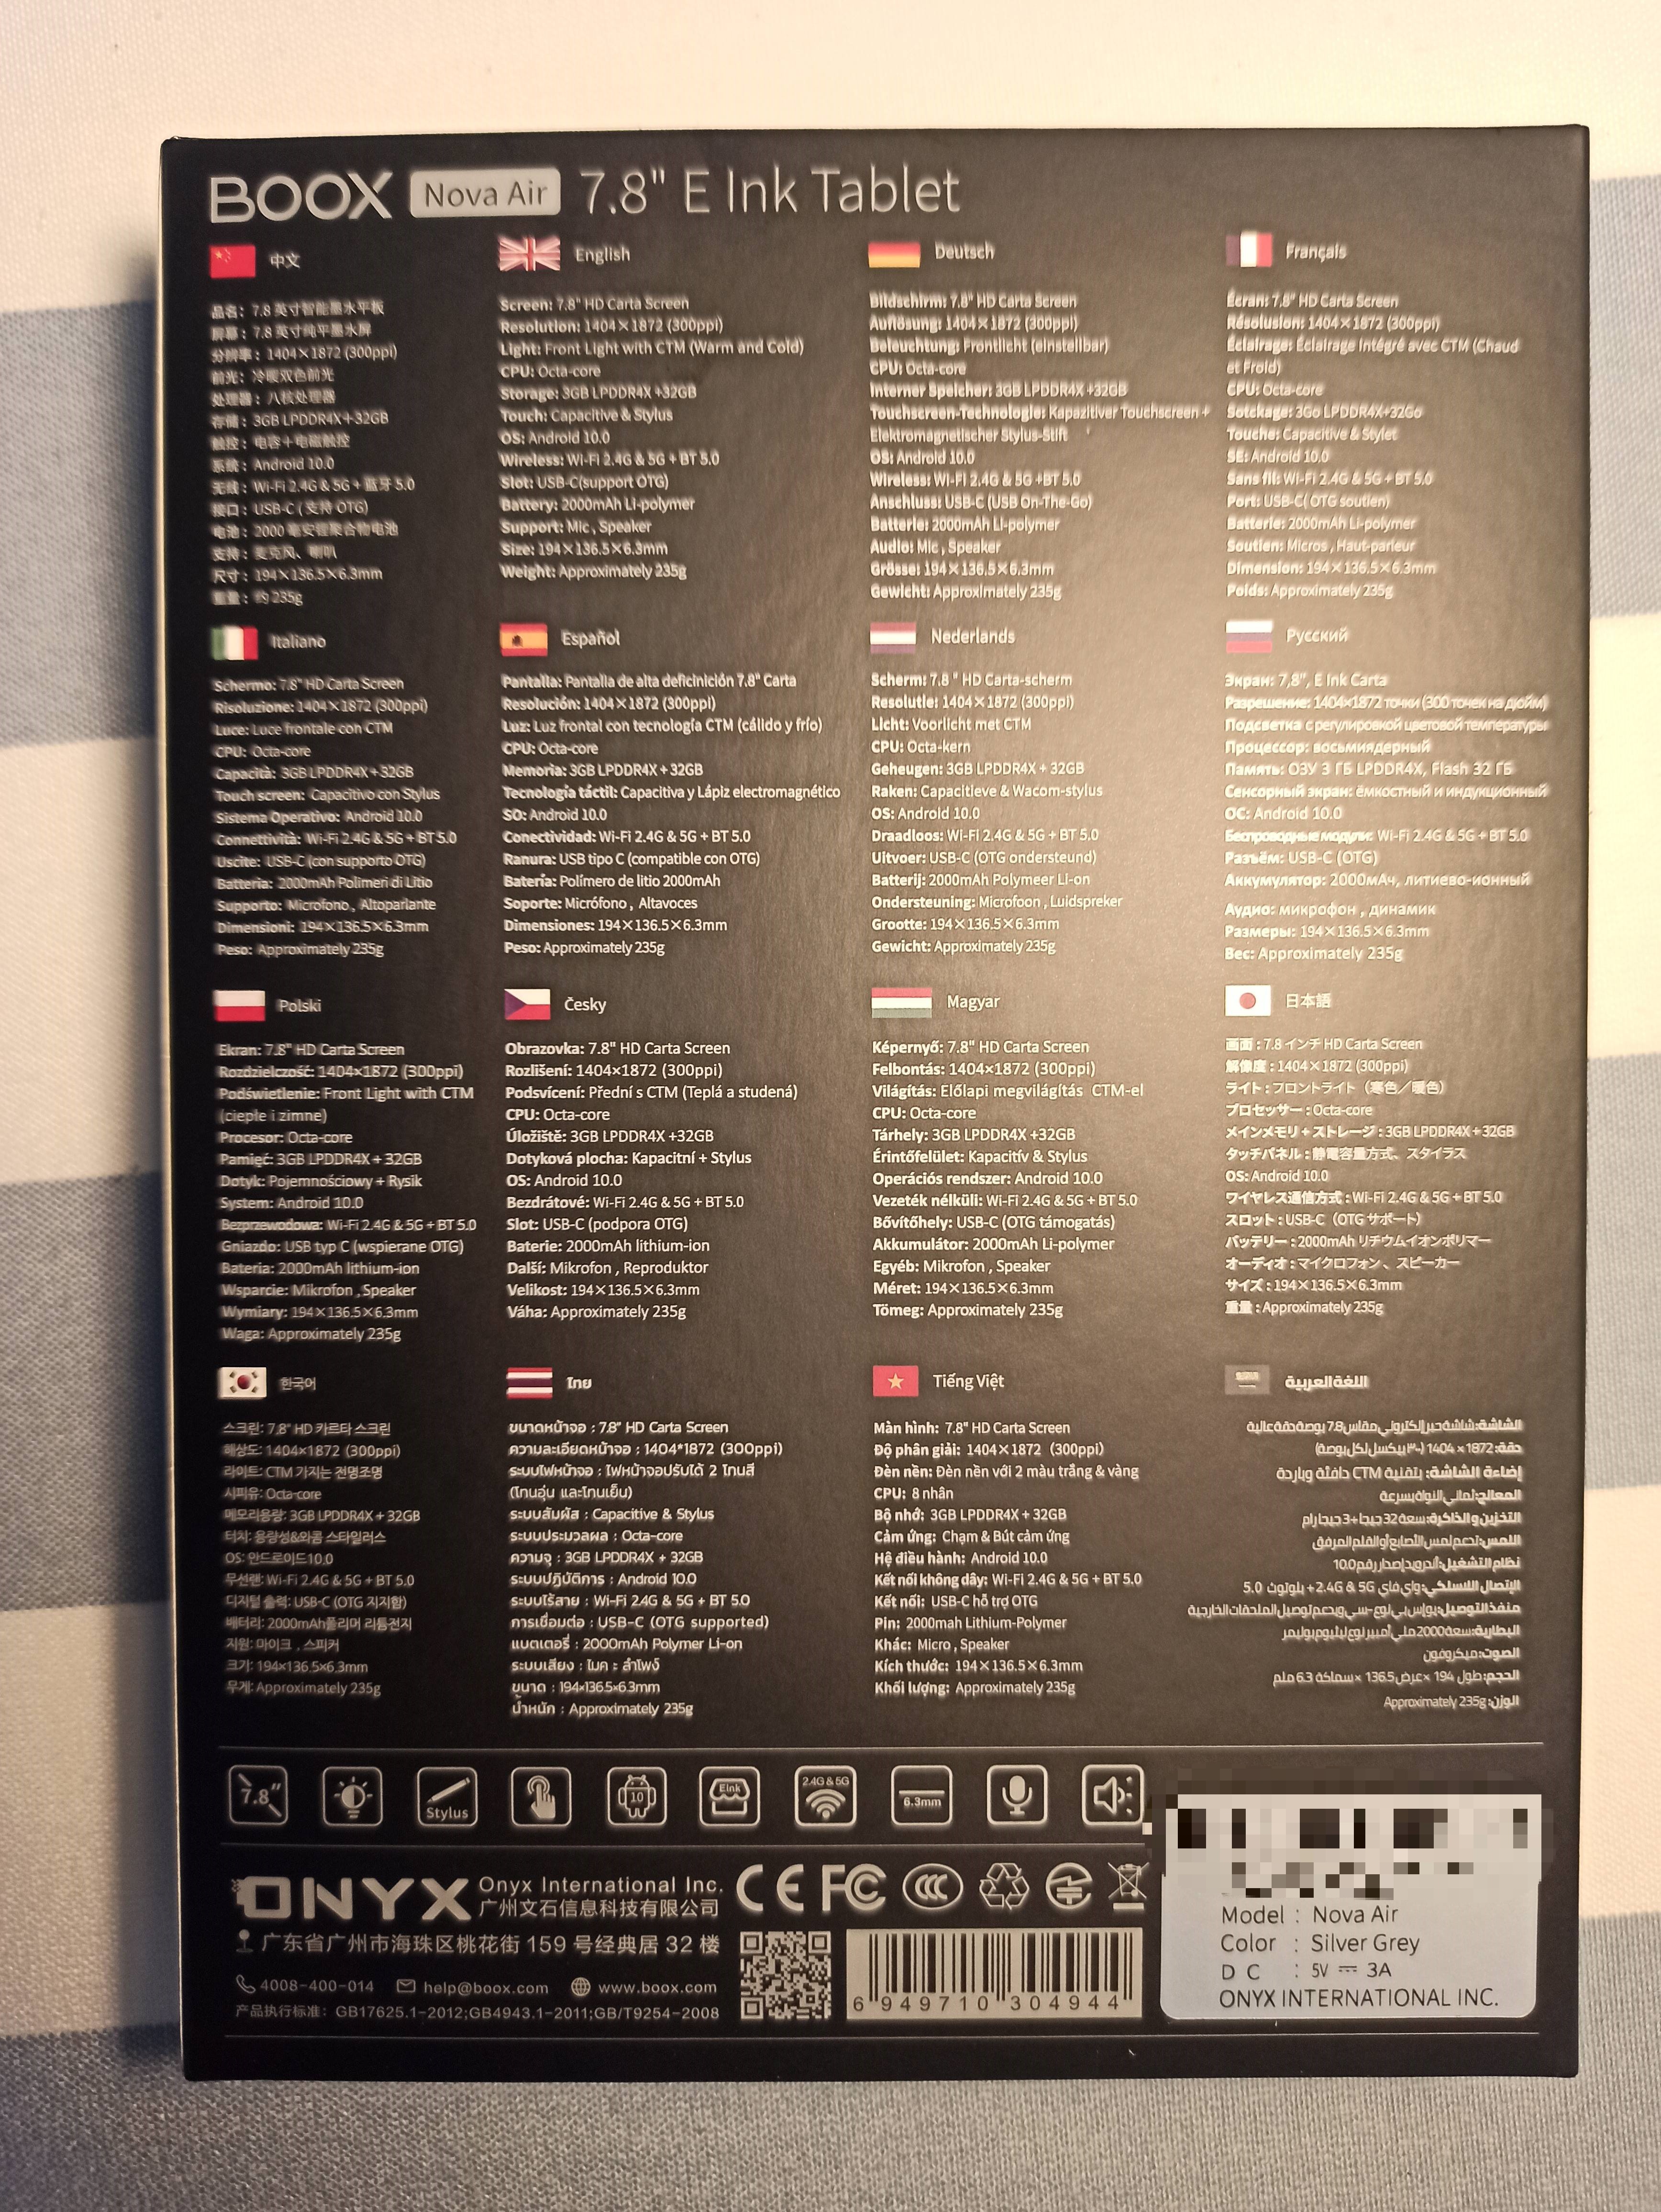 BOOX Nova Air 7.8" E Ink Tablet
中文
品名：7.8 英寸智能墨水平板
屏幕：7.8 英寸纯平墨水屏
分辨率：1404×1872 (300ppi)
前光：冷暖双色前光
处理器：八核处理器
存储：3GB LPDDR4X+32GB
触控：电容＋电磁触控
系统：Android 10.0
无线：Wi-Fi 2.4G & 5G + 蓝牙 5.0
接口：USB-C ( 支持 OTG)
电池：2000 毫安锂聚合物电池
支持：麦克风、喇叭
尺寸：194×136.5×6.3mm
重量：约 235g
English
Screen: 7.8" HD Carta Screen
Resolution: 1404×1872 (300ppi)
Light: Front Light with CTM (Warm and Cold)
CPU: Octa-core
Storage: 3GB LPDDR4X +32GB
Touch: Capacitive & Stylus
OS: Android 10.0
Wireless: Wi-Fi 2.4G & 5G + BT 5.0
Slot: USB-C(support OTG)
Battery: 2000mAh Li-polymer
Support: Mic , Speaker
Size: 194×136.5×6.3mm
Weight: Approximately 235g
Deutsch
Bildschirm: 7.8" HD Carta Screen
Auflösung: 1404×1872 (300ppi)
Beleuchtung: Frontlicht (einstellbar)
CPU: Octa-core
Interner Speicher: 3GB LPDDR4X +32GB
Touchscreen-Technologie: Kapazitiver Touchscreen +
Elektromagnetischer Stylus-Stift
OS: Android 10.0
Wireless: Wi-Fi 2.4G & 5G +BT 5.0
Anschluss: USB-C (USB On-The-Go)
Batterie: 2000mAh Li-polymer
Audio: Mic , Speaker
Grösse: 194×136.5×6.3mm
Gewicht: Approximately 235g
Français
Écran: 7.8" HD Carta Screen
Résolusion: 1404×1872 (300ppi)
Éclairage: Éclairage Intégré avec CTM (Chaud
et Froid)
CPU: Octa-core
Sotckage: 3Go LPDDR4X+32Go
Touche: Capacitive & Stylet
SE: Android 10.0
Sans fil: Wi-Fi 2.4G & 5G + BT 5.0
Port: USB-C( OTG soutien)
Batterie: 2000mAh Li-polymer
Soutien: Micros , Haut-parleur
Dimension: 194×136.5×6.3mm
Poids: Approximately 235g
Italiano
Schermo: 7.8" HD Carta Screen
Risoluzione: 1404×1872 (300ppi)
Luce: Luce frontale con CTM
CPU: Octa-core
Capacità: 3GB LPDDR4X + 32GB
Touch screen: Capacitivo con Stylus
Sistema Operativo: Android 10.0
Connettività: Wi-Fi 2.4G & 5G + BT 5.0
Uscite: USB-C (con supporto OTG)
Batteria: 2000mAh Polimeri di Litio
Supporto: Microfono , Altoparlante
Dimensioni: 194×136.5×6.3mm
Peso: Approximately 235g
Español
Pantalla: Pantalla de alta deficinición 7.8" Carta
Resolución: 1404×1872 (300ppi)
Luz: Luz frontal con tecnología CTM (cálido y frío)
CPU: Octa-core
Memoria: 3GB LPDDR4X + 32GB
Tecnología táctil: Capacitiva y Lápiz electromagnético
SO: Android 10.0
Conectividad: Wi-Fi 2.4G & 5G + BT 5.0
Ranura: USB tipo C (compatible con OTG)
Batería: Polímero de litio 2000mAh
Soporte: Micrófono , Altavoces
Dimensiones: 194×136.5×6.3mm
Peso: Approximately 235g
Nederlands
Scherm: 7.8 " HD Carta-scherm
Resolutie: 1404×1872 (300ppi)
Licht: Voorlicht met CTM
CPU: Octa-kern
Geheugen: 3GB LPDDR4X + 32GB
Raken: Capacitieve & Wacom-stylus
OS: Android 10.0
Draadloos: Wi-Fi 2.4G & 5G + BT 5.0
Uitvoer: USB-C (OTG ondersteund)
Batterij: 2000mAh Polymeer Li-on
Ondersteuning: Microfoon , Luidspreker
Grootte: 194×136.5×6.3mm
Gewicht: Approximately 235g
Русский
Экран: 7,8", E Ink Carta
Разрешение: 1404×1872 точки (300 точек на дюйм)
Подсветка с регулировкой цветовой температуры
Процессор: восьмиядерный
Память: ОЗУ 3 ГБ LPDDR4X, Flash 32 ГБ
Сенсорный экран: ёмкостный и индукционный
ОС: Android 10.0
Беспроводные модули: Wi-Fi 2.4G & 5G + BT 5.0
Разъём: USB-C (OTG)
Аккумулятор: 2000мАч, литиево-ионный
Аудио: микрофон , динамик
Размеры: 194×136.5×6.3mm
Вес: Approximately 235g
Polski
Ekran: 7.8" HD Carta Screen
Rozdzielczość: 1404×1872 (300ppi)
Podświetlenie: Front Light with CTM
(ciepłe i zimne)
Procesor: Octa-core
Pamięć: 3GB LPDDR4X + 32GB
Dotyk: Pojemnościowy + Rysik
System: Android 10.0
Bezprzewodowa: Wi-Fi 2.4G & 5G + BT 5.0
Gniazdo: USB typ C (wspierane OTG)
Bateria: 2000mAh lithium-ion
Wsparcie: Mikrofon , Speaker
Wymiary: 194×136.5×6.3mm
Waga: Approximately 235g
Česky
Obrazovka: 7.8" HD Carta Screen
Rozlišení: 1404×1872 (300ppi)
Podsvícení: Přední s CTM (Teplá a studená)
CPU: Octa-core
Úložiště: 3GB LPDDR4X +32GB
Dotyková plocha: Kapacitní + Stylus
OS: Android 10.0
Bezdrátové: Wi-Fi 2.4G & 5G + BT 5.0
Slot: USB-C (podpora OTG)
Baterie: 2000mAh lithium-ion
Další: Mikrofon , Reproduktor
Velikost: 194×136.5×6.3mm
Váha: Approximately 235g
Magyar
Képernyő: 7.8" HD Carta Screen
Felbontás: 1404×1872 (300ppi)
Világítás: Előlapi megvilágítás CTM-el
CPU: Octa-core
Tárhely: 3GB LPDDR4X +32GB
Érintőfelület: Kapacitív & Stylus
Operációs rendszer: Android 10.0
Vezeték nélküli: Wi-Fi 2.4G & 5G + BT 5.0
Bővítőhely: USB-C (OTG támogatás)
Akkumulátor: 2000mAh Li-polymer
Egyéb: Mikrofon , Speaker
Méret: 194×136.5×6.3mm
Tömeg: Approximately 235g
日本語
画面 : 7.8 インチ HD Carta Screen
解像度 : 1404×1872 (300ppi)
ライト : フロントライト（寒色／暖色）
プロセッサー : Octa-core
メインメモリ + ストレージ : 3GB LPDDR4X + 32GB
タッチパネル : 静電容量方式、スタイラス
OS: Android 10.0
ワイヤレス通信方式 : Wi-Fi 2.4G & 5G + BT 5.0
スロット : USB-C（OTG サポート）
バッテリー : 2000mAh リチウムイオンポリマー
オーディオ : マイクロフォン 、スピーカー
サイズ : 194×136.5×6.3mm
重量 : Approximately 235g
한국어
스크린: 7.8" HD 카르타 스크린
해상도: 1404×1872 (300ppi)
라이트: CTM 가지는 전명조명
시피유: Octa-core
메모리용량: 3GB LPDDR4X + 32GB
터치: 용량성&와콤 스타일러스
OS: 안드로이드10.0
무선랜: Wi-Fi 2.4G & 5G + BT 5.0
디지털 출력: USB-C (OTG 지지함)
배터리: 2000mAh폴리머 리튬전지
지원: 마이크 , 스피커
크기: 194×136.5×6.3mm
무게: Approximately 235g
ไทย
ขนาดหน้าจอ : 7.8" HD Carta Screen
ความละเอียดหน้าจอ : 1404*1872 (300ppi)
ระบบไฟหน้าจอ : ไฟหน้าจอปรับได้ 2 โทนสี
(โทนอุ่น และโทนเย็น)
ระบบสัมผัส : Capacitive & Stylus
ระบบประมวลผล : Octa-core
ความจุ : 3GB LPDDR4X + 32GB
ระบบปฏิบัติการ : Android 10.0
ระบบไร้สาย : Wi-Fi 2.4G & 5G + BT 5.0
การเชื่อมต่อ : USB-C (OTG supported)
แบตเตอรี่ : 2000mAh Polymer Li-on
ระบบเสียง : ไมค : ลำโพง
ขนาด : 194×136.5×6.3mm
น้ำหนัก : Approximately 235g
Tiếng Việt
Màn hình: 7.8" HD Carta Screen
Độ phân giải: 1404×1872 (300ppi)
Đèn nền: Đèn nền với 2 màu trắng & vàng
CPU: 8 nhân
Bộ nhớ: 3GB LPDDR4X + 32GB
Cảm ứng: Chạm & Bút cảm ứng
Hệ điều hành: Android 10.0
Kết nối không dây: Wi-Fi 2.4G & 5G + BT 5.0
Kết nối: USB-C hỗ trợ OTG
Pin: 2000mah Lithium-Polymer
Khác: Micro , Speaker
Kích thước: 194×136.5×6.3mm
Khối lượng: Approximately 235g
اللغة العربية
الشاشة: شاشة حبر إلكتروني مقاس 7.8 بوصة دقة عالية
دقة: 1872 × 1404 (٣٠٠ بيكسل لكل بوصة)
إضاءة الشاشة: بتقنية CTM دافئة وباردة
المعالج: ثماني النواة بسرعة
التخزين والذاكرة: سعة 32 جيجا + 3 جيجا رام
اللمس: تدعم لمس الأصابع أو القلم المرفق
نظام التشغيل: أندرويد إصدار رقم 10.0
الإتصال اللاسلكي: واي فاي 2.4G & 5G + بلوتوث 5.0
منفذ التوصيل: يو إس بي نوع-سي ويدعم توصيل الملحقات الخارجية
البطارية: سعة 2000 ملي أمبير نوع ليثيوم بوليمر
الصوت: ميكروفون
الحجم: طول 194 × عرض 136.5 × سماكة 6.3 ملم
الوزن: Approximately 235g
7.8"
Stylus
10
Eink
2.4G & 5G
6.3mm
ONYX Onyx International Inc.
广州文石信息科技有限公司
CE FC CCC
广东省广州市海珠区桃花街 159 号经典居 32 楼
4008-400-014 help@boox.com www.boox.com
产品执行标准：GB17625.1-2012;GB4943.1-2011;GB/T9254-2008
6 949710 304944
Model : Nova Air
Color : Silver Grey
D C : 5V ⎓ 3A
ONYX INTERNATIONAL INC.